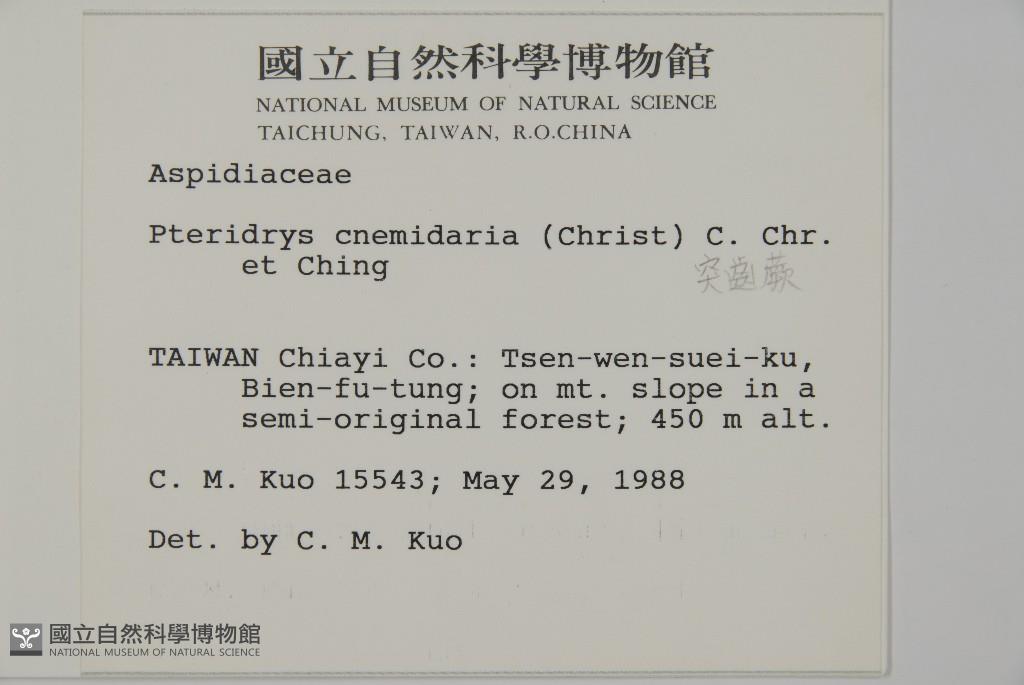 國立自然科學博物館
NATIONAL MUSEUM OF NATURAL SCIENCE
TAICHUNG, TAIWAN, R.O.CHINA
Aspidiaceae
Pteridrys cnemidaria (Christ) C. Chr.
et Ching
突齒蕨
TAIWAN Chiayi Co.: Tsen-wen-suei-ku,
Bien-fu-tung; on mt. slope in a
semi-original forest; 450 m alt.
C. M. Kuo 15543; May 29, 1988
Det. by C. M. Kuo
國立自然科學博物館
NATIONAL MUSEUM OF NATURAL SCIENCE